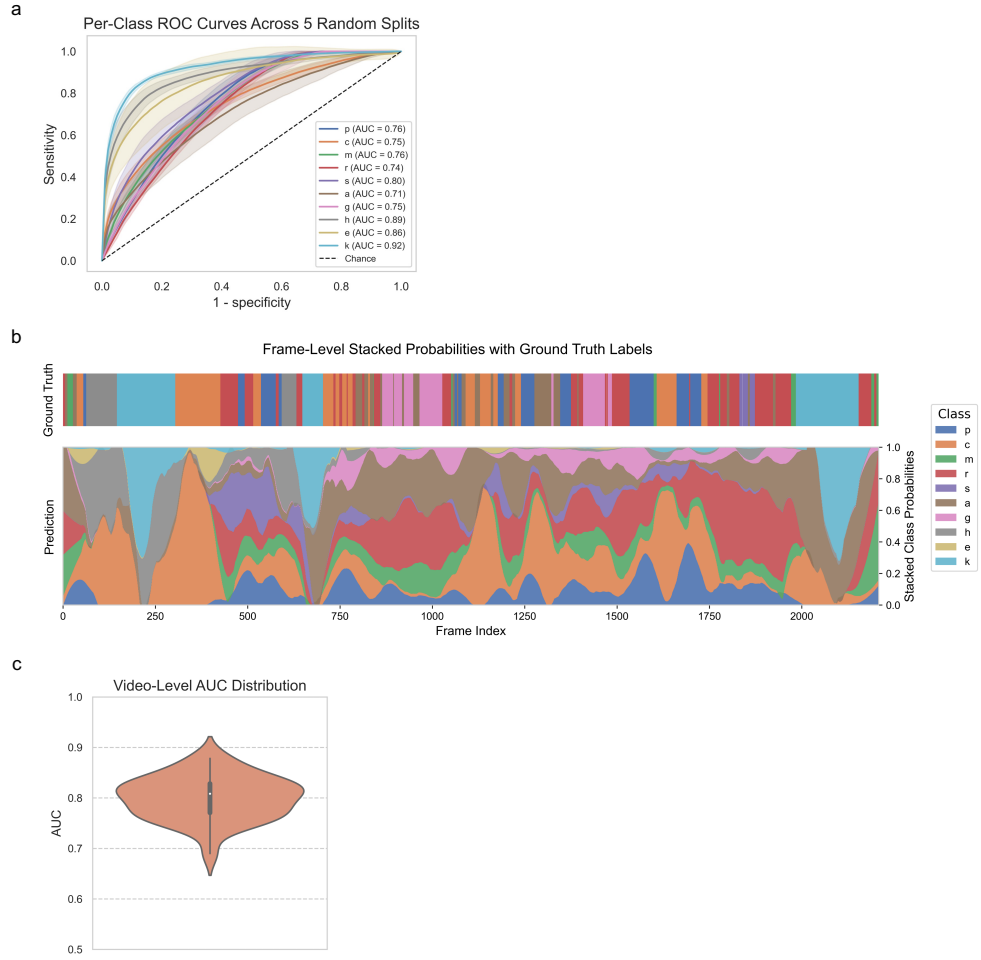 a
Per-Class ROC Curves Across 5 Random Splits
1.0
0.8
0.6
0.4
0.2
0.0
Sensitivity
p (AUC = 0.76)
c (AUC = 0.75)
m (AUC = 0.76)
r (AUC = 0.74)
s (AUC = 0.80)
a (AUC = 0.71)
g (AUC = 0.75)
h (AUC = 0.89)
e (AUC = 0.86)
k (AUC = 0.92)
Chance
0.0 0.2 0.4 0.6 0.8 1.0
1 - specificity
b
Frame-Level Stacked Probabilities with Ground Truth Labels
Ground Truth
Prediction
1.0
0.8
0.6
0.4
0.2
0.0
Stacked Class Probabilities
0 250 500 750 1000 1250 1500 1750 2000
Frame Index
Class
p
c
m
r
s
a
g
h
e
k
c
Video-Level AUC Distribution
1.0
0.9
0.8
0.7
0.6
0.5
AUC